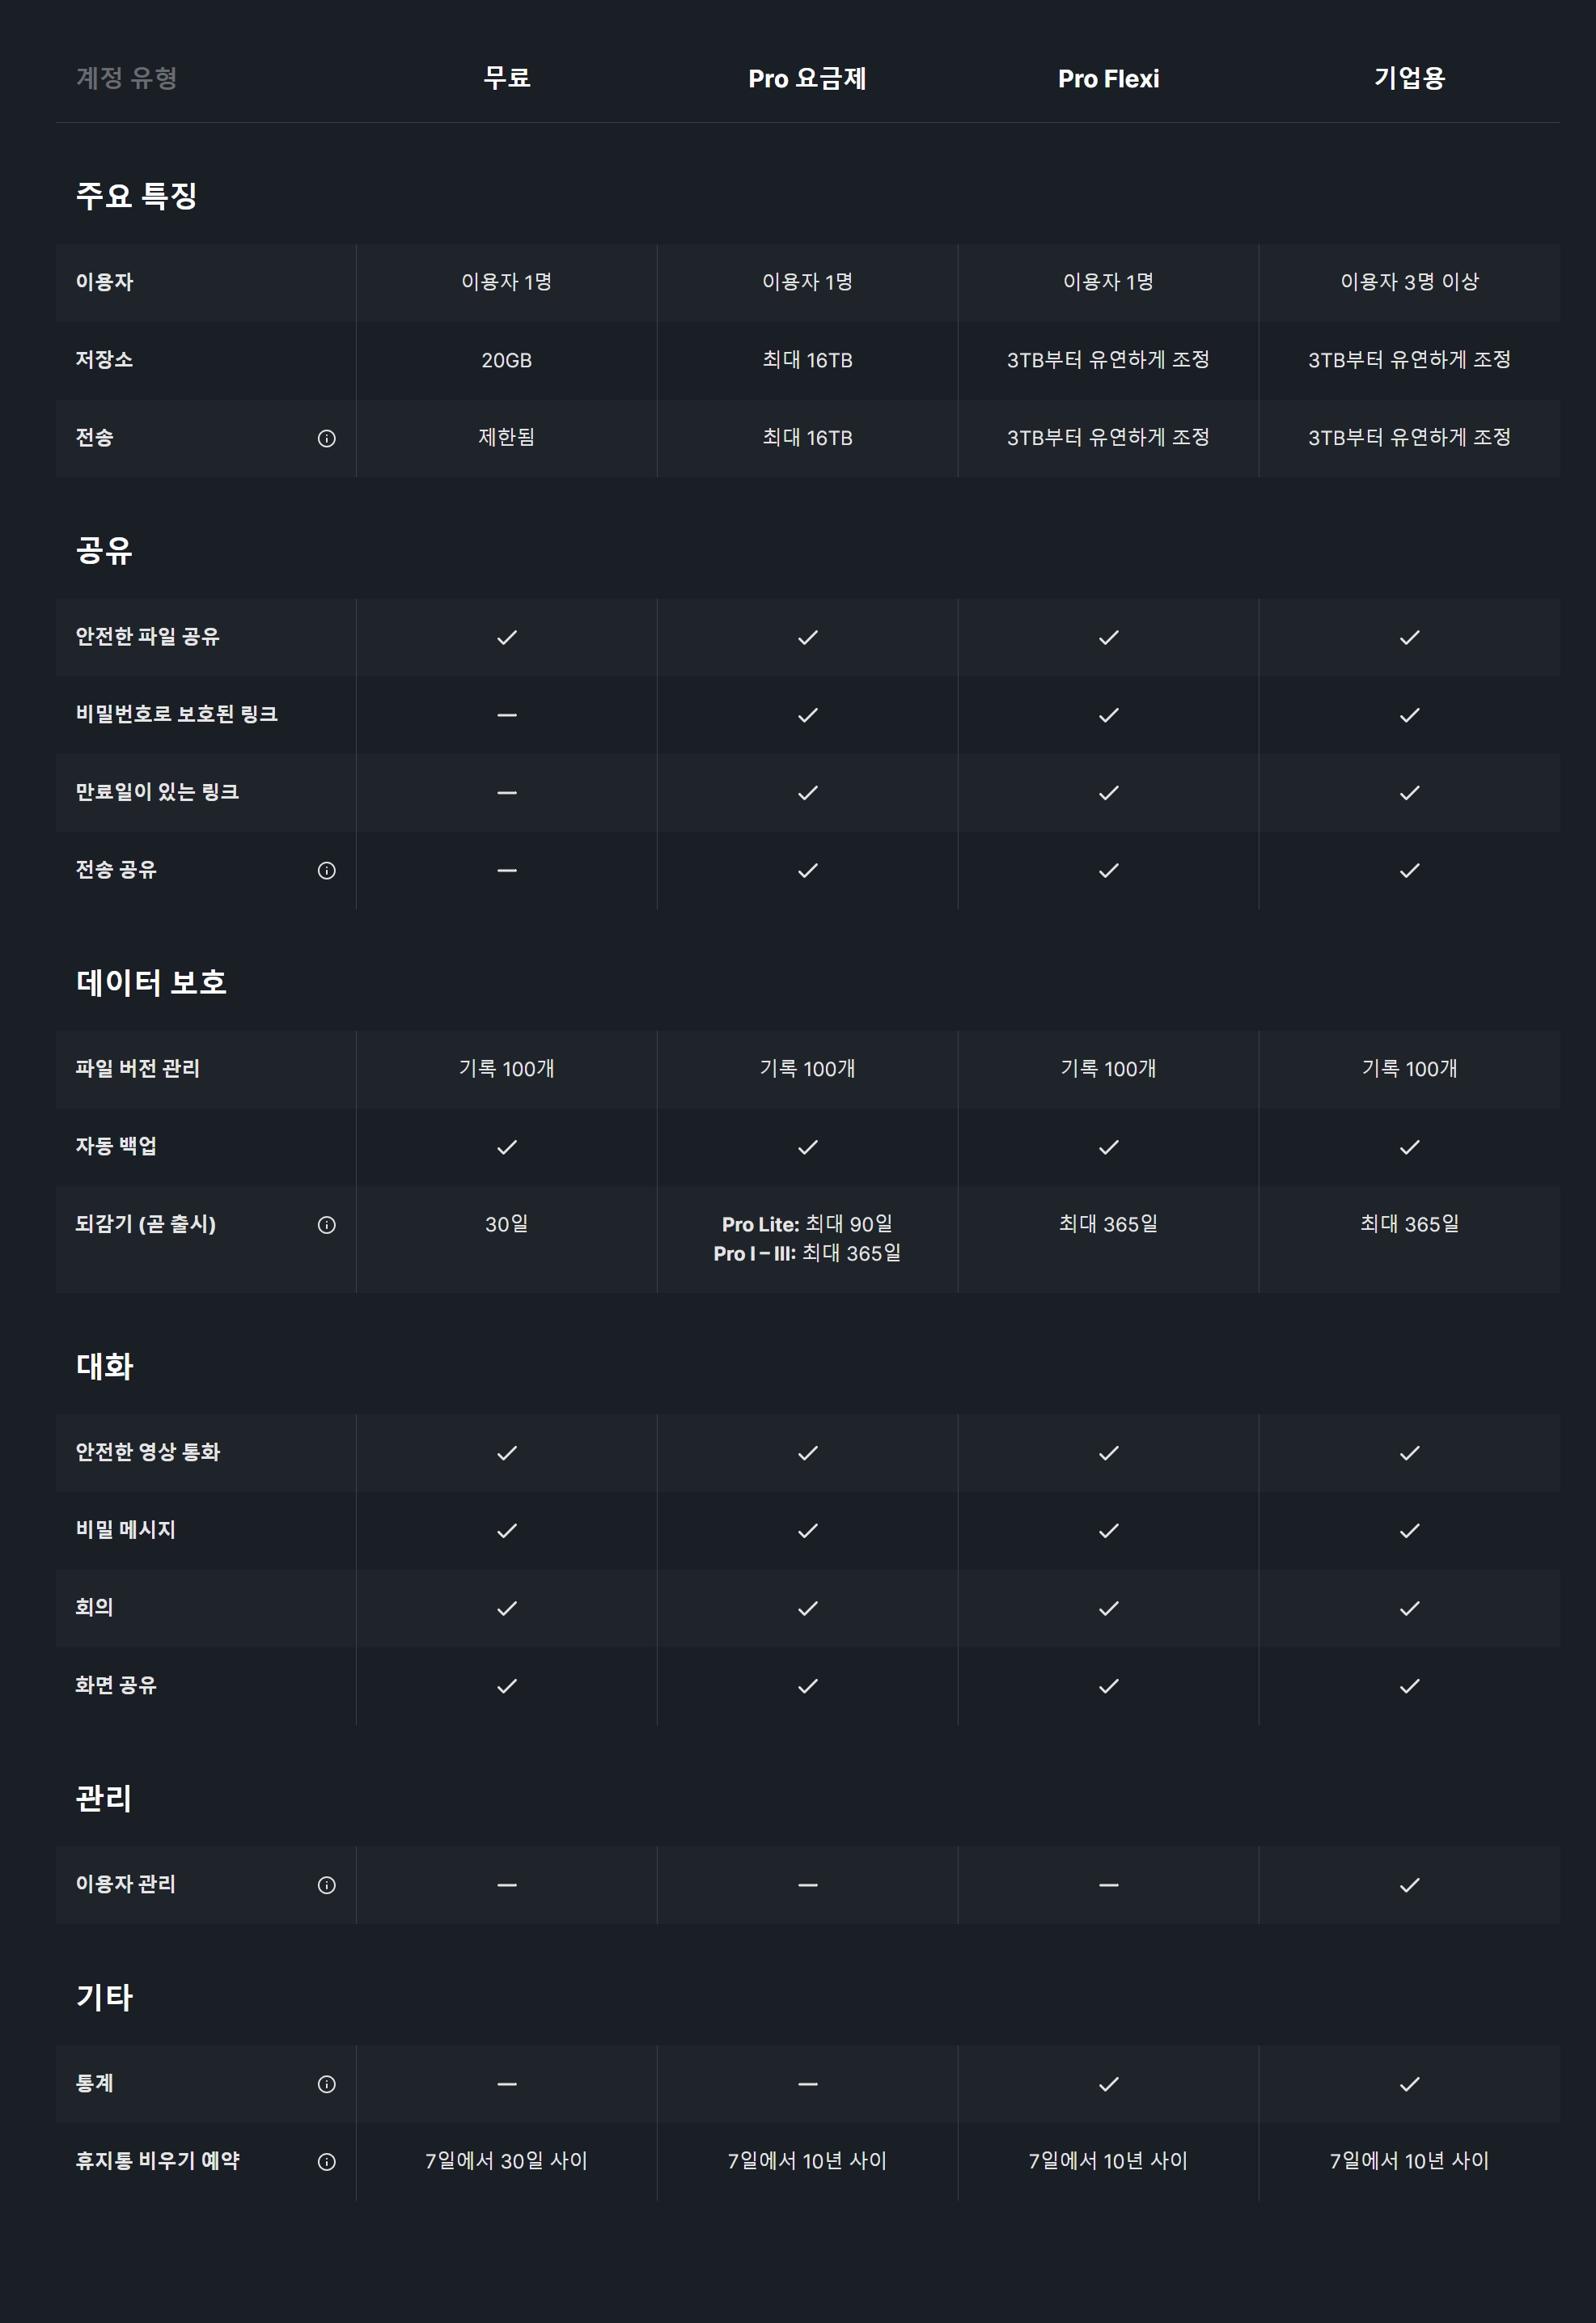 계정 유형 무료 Pro 요금제 Pro Flexi 기업용
주요 특징
이용자 이용자 1명 이용자 1명 이용자 1명 이용자 3명 이상
저장소 20GB 최대 16TB 3TB부터 유연하게 조정 3TB부터 유연하게 조정
전송 제한됨 최대 16TB 3TB부터 유연하게 조정 3TB부터 유연하게 조정
공유
안전한 파일 공유
비밀번호로 보호된 링크
만료일이 있는 링크
전송 공유
데이터 보호
파일 버전 관리 기록 100개 기록 100개 기록 100개 기록 100개
자동 백업
되감기 (곧 출시) 30일 Pro Lite: 최대 90일 최대 365일 최대 365일
Pro I – III: 최대 365일
대화
안전한 영상 통화
비밀 메시지
회의
화면 공유
관리
이용자 관리
기타
통계
휴지통 비우기 예약 7일에서 30일 사이 7일에서 10년 사이 7일에서 10년 사이 7일에서 10년 사이